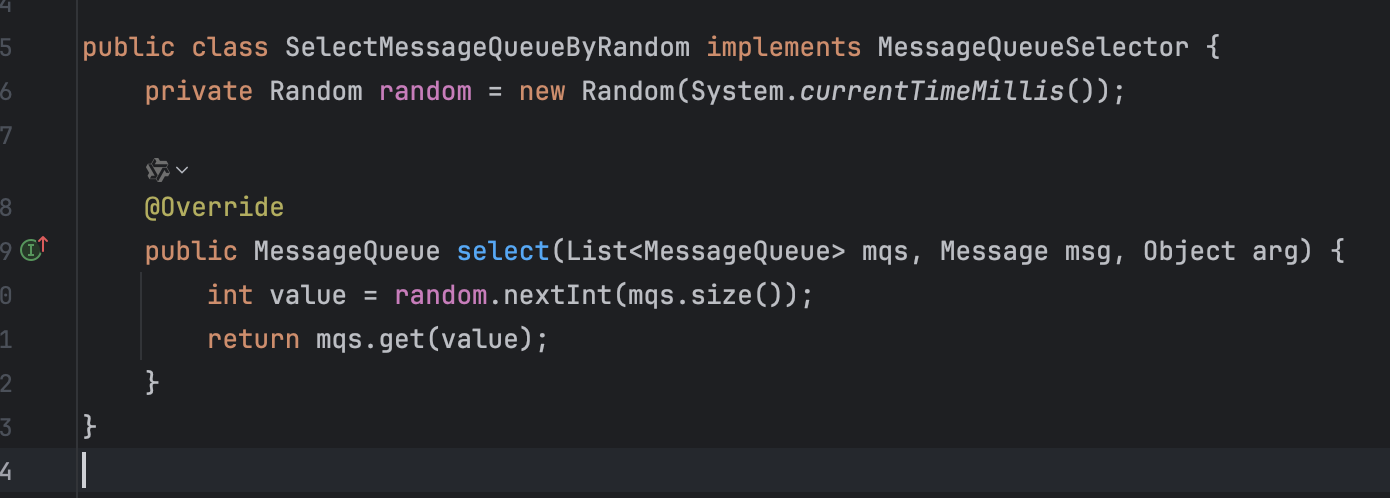 4
5 public class SelectMessageQueueByRandom implements MessageQueueSelector {
6 private Random random = new Random(System.currentTimeMillis());
7
8 @Override
9 public MessageQueue select(List<MessageQueue> mqs, Message msg, Object arg) {
0 int value = random.nextInt(mqs.size());
1 return mqs.get(value);
2 }
3 }
4